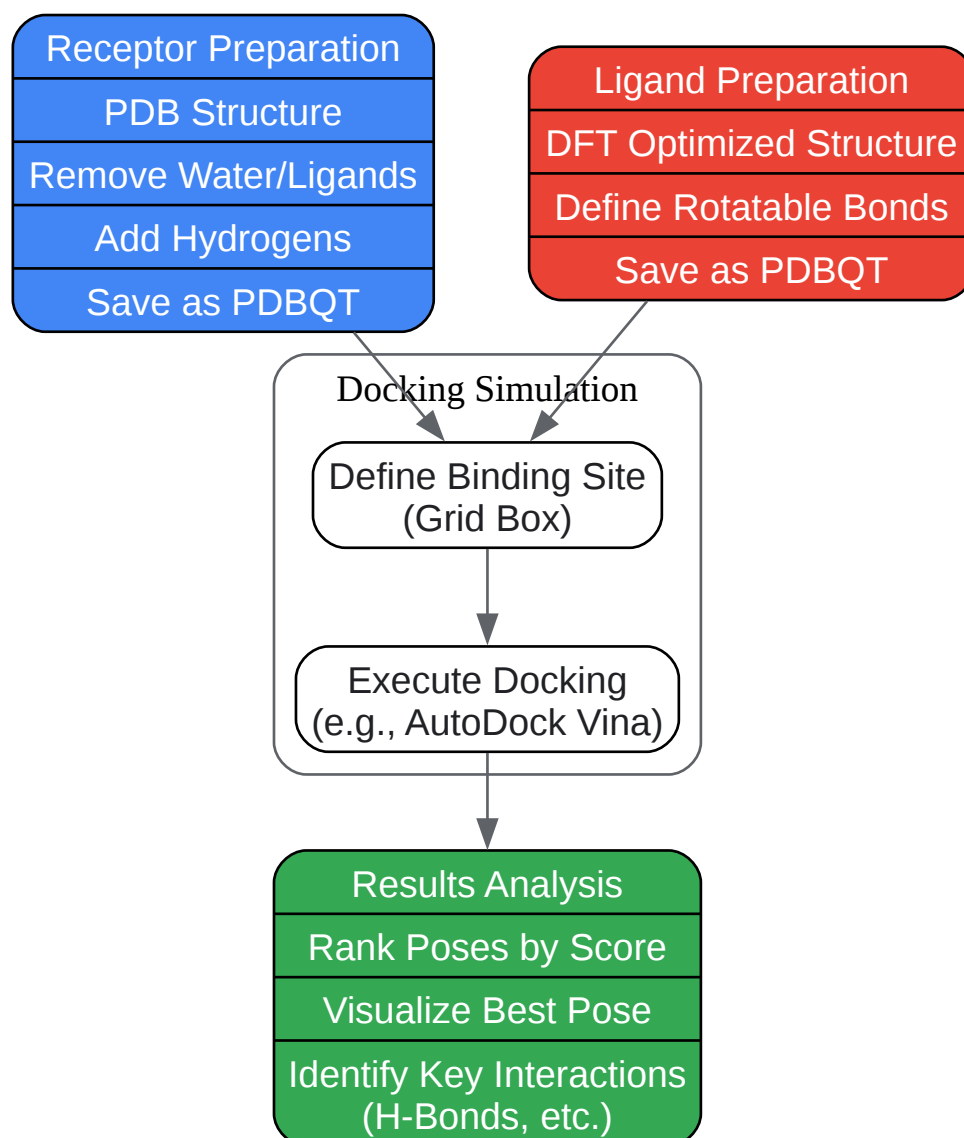 Receptor Preparation
PDB Structure
Remove Water/Ligands
Add Hydrogens
Save as PDBQT
Ligand Preparation
DFT Optimized Structure
Define Rotatable Bonds
Save as PDBQT
Docking Simulation
Define Binding Site
(Grid Box)
Execute Docking
(e.g., AutoDock Vina)
Results Analysis
Rank Poses by Score
Visualize Best Pose
Identify Key Interactions
(H-Bonds, etc.)